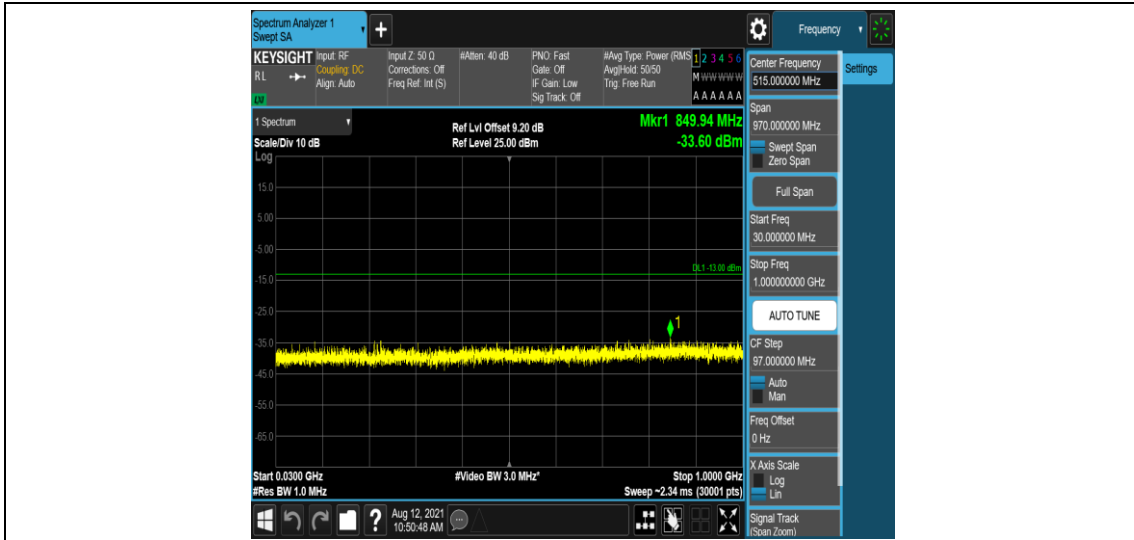 Spectrum Analyzer 1
Swept SA
+
Frequency
KEYSIGHT
RL
LXI
Input: RF
Coupling: DC
Align: Auto
Input Z: 50 Ω
Corrections: Off
Freq Ref: Int (S)
#Atten: 40 dB
PNO: Fast
Gate: Off
IF Gain: Low
Sig Track: Off
#Avg Type: Power (RMS
Avg|Hold: 50/50
Trig: Free Run
1 2 3 4 5 6
M W W W W W
A A A A A A
1 Spectrum
Scale/Div 10 dB
Log
Ref Lvl Offset 9.20 dB
Ref Level 25.00 dBm
Mkr1 849.94 MHz
-33.60 dBm
15.0
5.00
-5.00
DL1 -13.00 dBm
-15.0
-25.0
1
-35.0
-45.0
-55.0
-65.0
Start 0.0300 GHz
#Res BW 1.0 MHz
#Video BW 3.0 MHz*
Stop 1.0000 GHz
Sweep ~2.34 ms (30001 pts)
?
Aug 12, 2021
10:50:48 AM
Center Frequency
515.000000 MHz
Settings
Span
970.000000 MHz
Swept Span
Zero Span
Full Span
Start Freq
30.000000 MHz
Stop Freq
1.000000000 GHz
AUTO TUNE
CF Step
97.000000 MHz
Auto
Man
Freq Offset
0 Hz
X Axis Scale
Log
Lin
Signal Track
(Span Zoom)